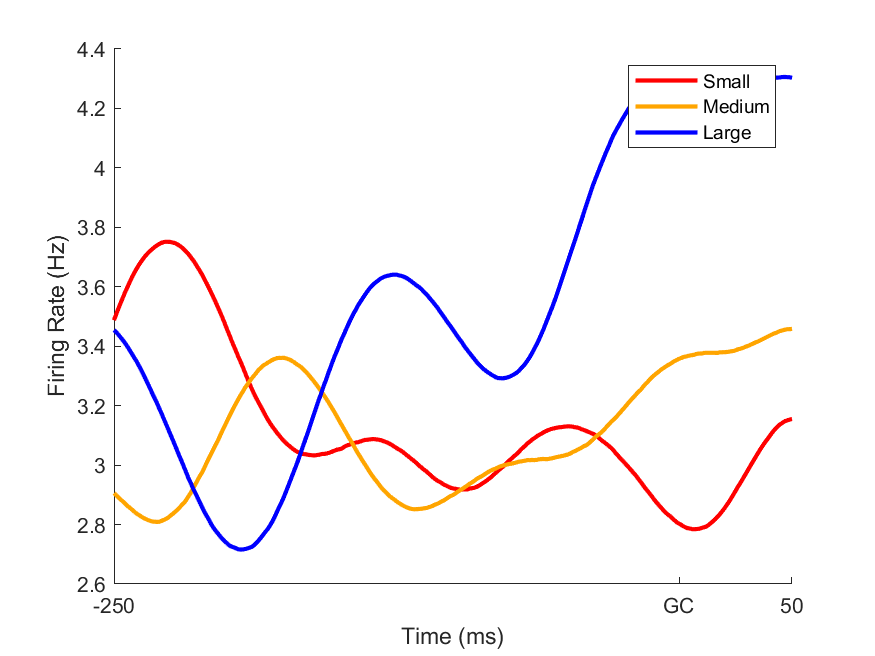 4.4
4.2
4
3.8
3.6
3.4
3.2
3
2.8
2.6
Firing Rate (Hz)
Small
Medium
Large
-250
GC
50
Time (ms)